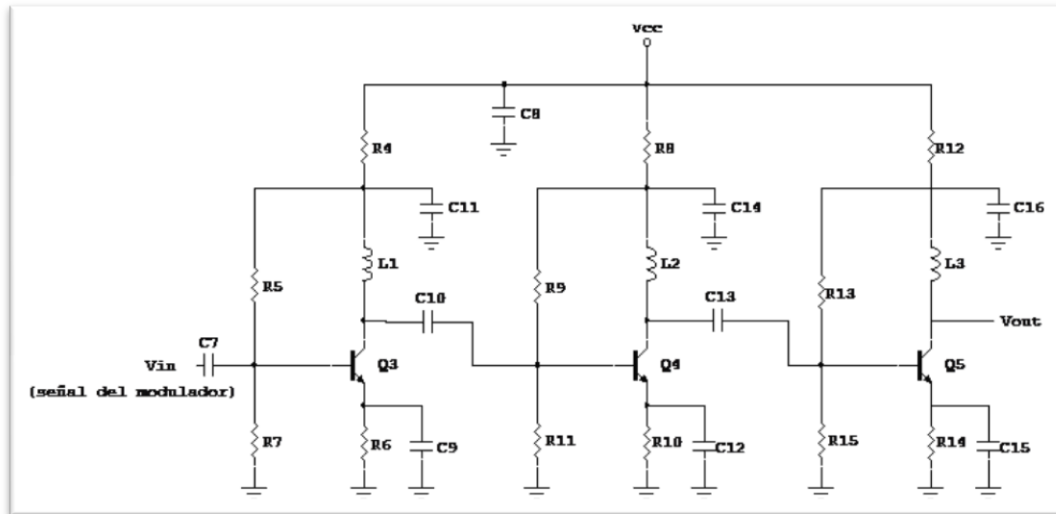 Vcc
C8
R4
R8
R12
C11
C14
C16
L1
L2
L3
R5
R9
R13
C10
C13
Vout
C7
Vin
Q3
Q4
Q5
(señal del modulador)
R7
R6
C9
R11
R10
C12
R15
R14
C15